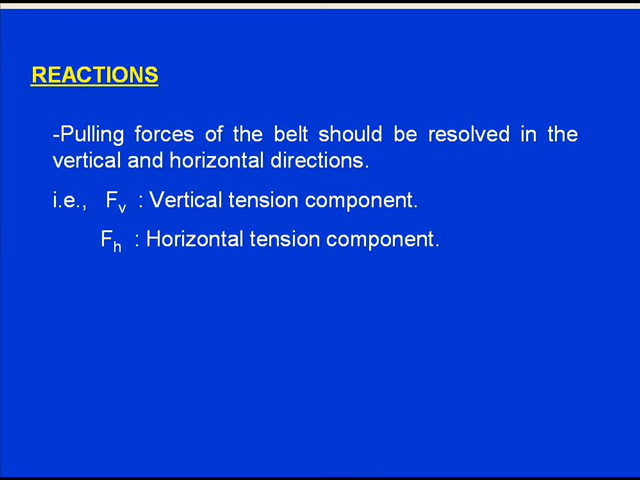 REACTIONS
-Pulling forces of the belt should be resolved in the
vertical and horizontal directions.
i.e., Fv : Vertical tension component.
Fh : Horizontal tension component.